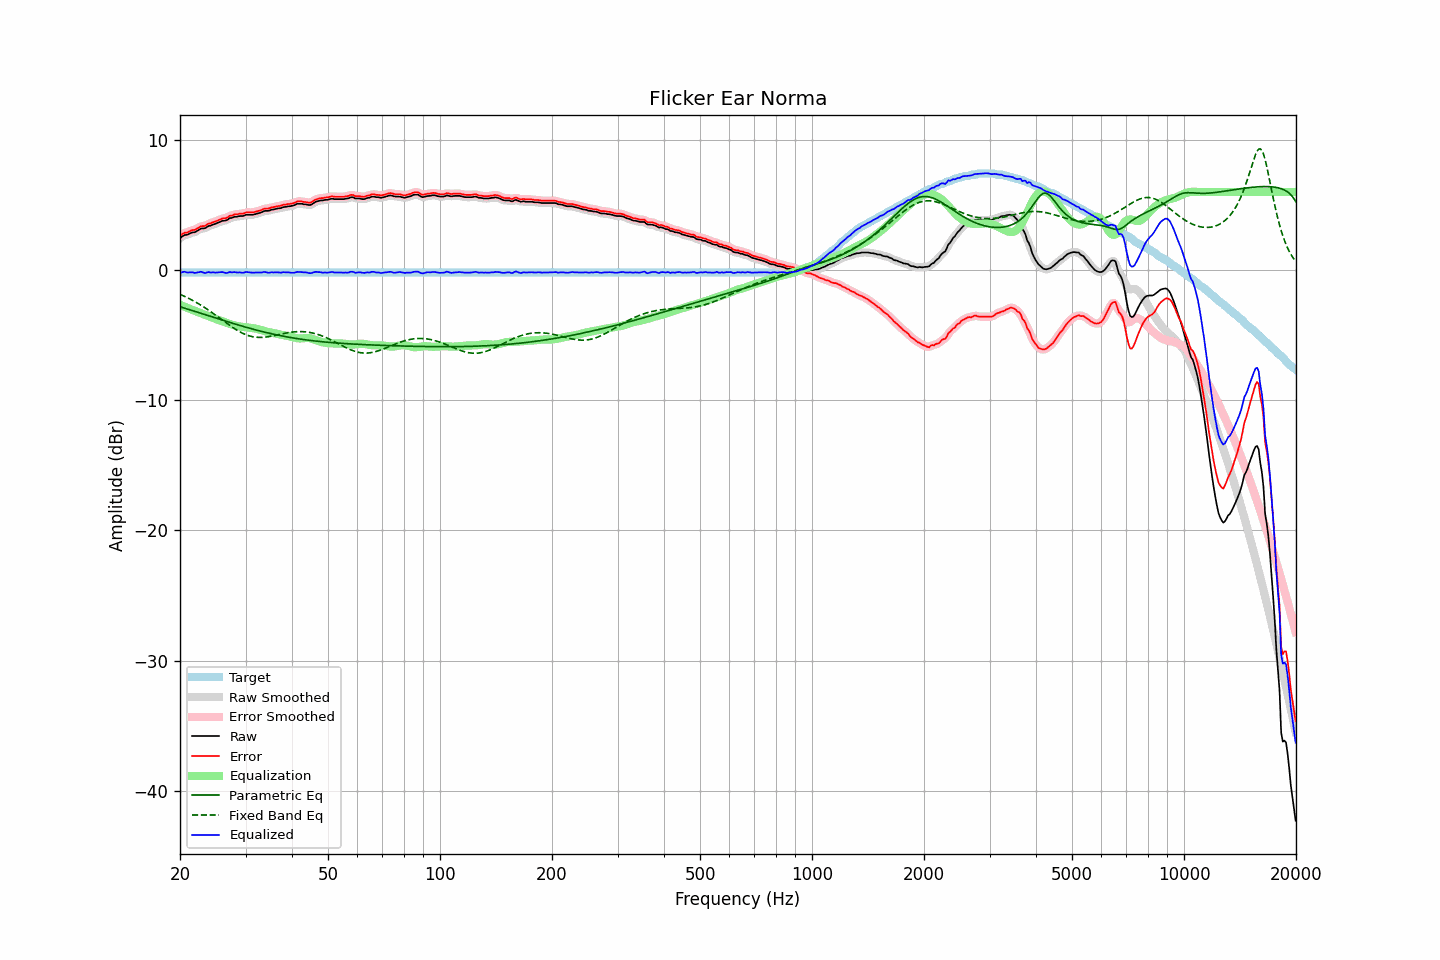 Flicker Ear Norma
10
0
−10
−20
−30
−40
Amplitude (dBr)
Target
Raw Smoothed
Error Smoothed
Raw
Error
Equalization
Parametric Eq
Fixed Band Eq
Equalized
20 50 100 200 500 1000 2000 5000 10000 20000
Frequency (Hz)